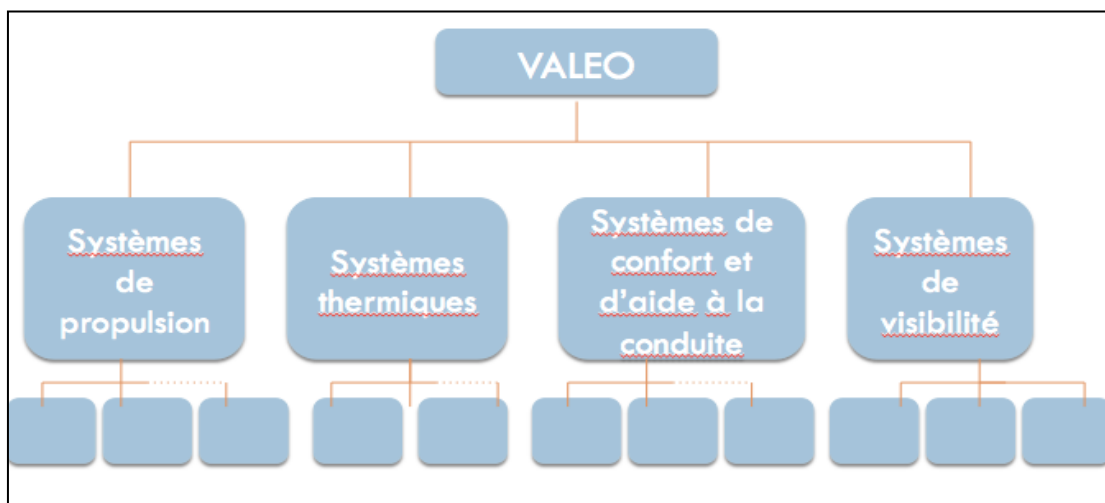 VALEO
Systèmes
de
propulsion
Systèmes
thermiques
Systèmes de
confort et
d'aide à la
conduite
Systèmes
de
visibilité